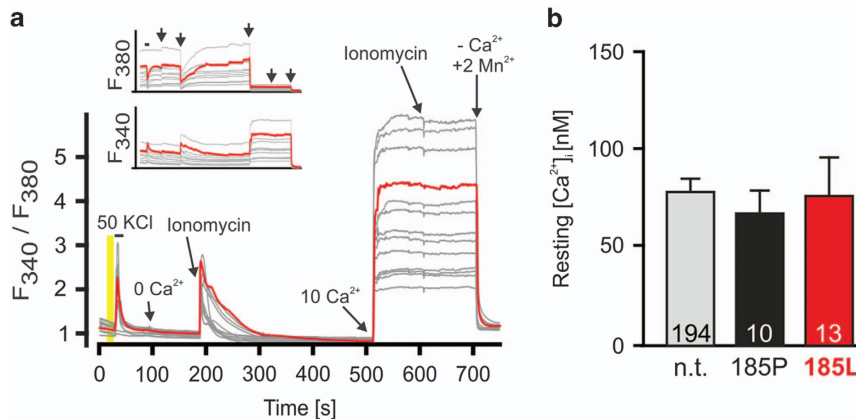 a
F380
F340
F340 / F380
5
4
3
2
1
50 KCl
0 Ca²⁺
Ionomycin
10 Ca²⁺
Ionomycin
- Ca²⁺
+2 Mn²⁺
0 100 200 300 400 500 600 700
Time [s]
b
Resting [Ca²⁺]i [nM]
150
100
50
0
194 10 13
n.t. 185P 185L